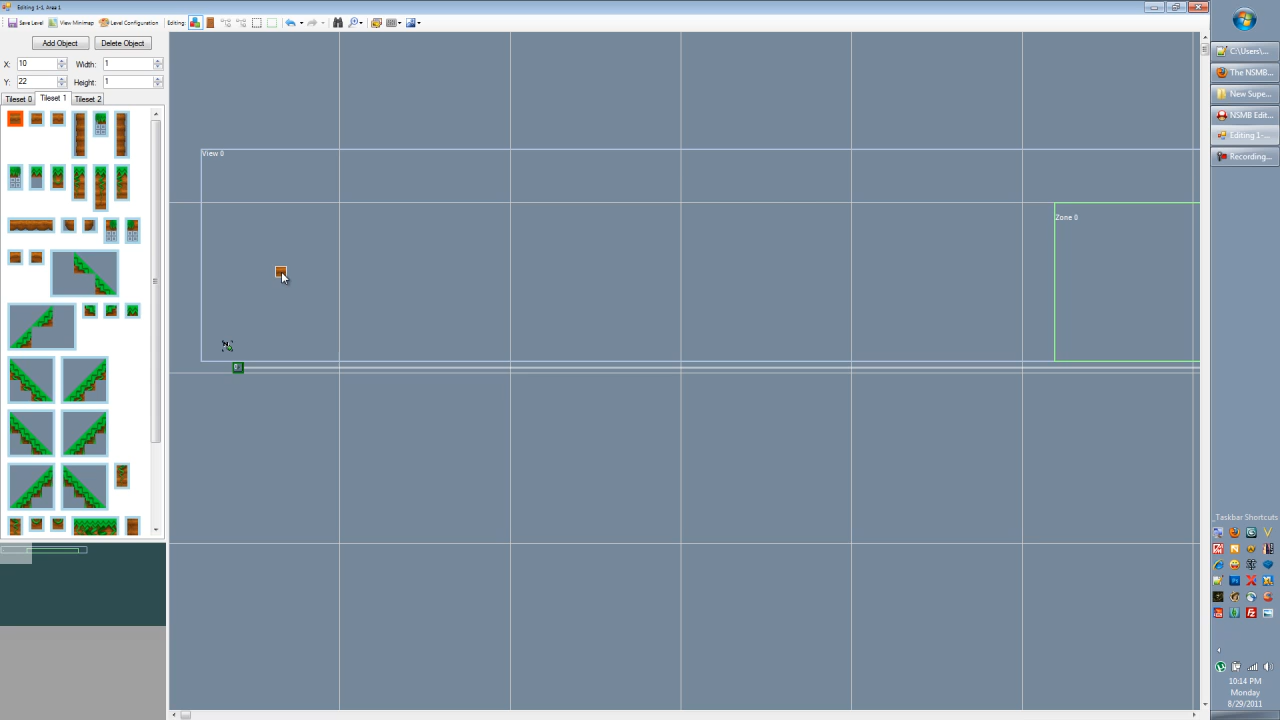 Editing 1-1, Area 1
Save Level View Minimap Level Configuration Editing:
Add Object Delete Object
X: 10 Width: 1
Y: 22 Height: 1
Tileset 0 Tileset 1 Tileset 2
View 0
Zone 0
C:\Users\...
The NSMB...
New Supe...
NSMB Edit...
Editing 1-...
Recording...
_Taskbar Shortcuts
10:14 PM
Monday
8/29/2011